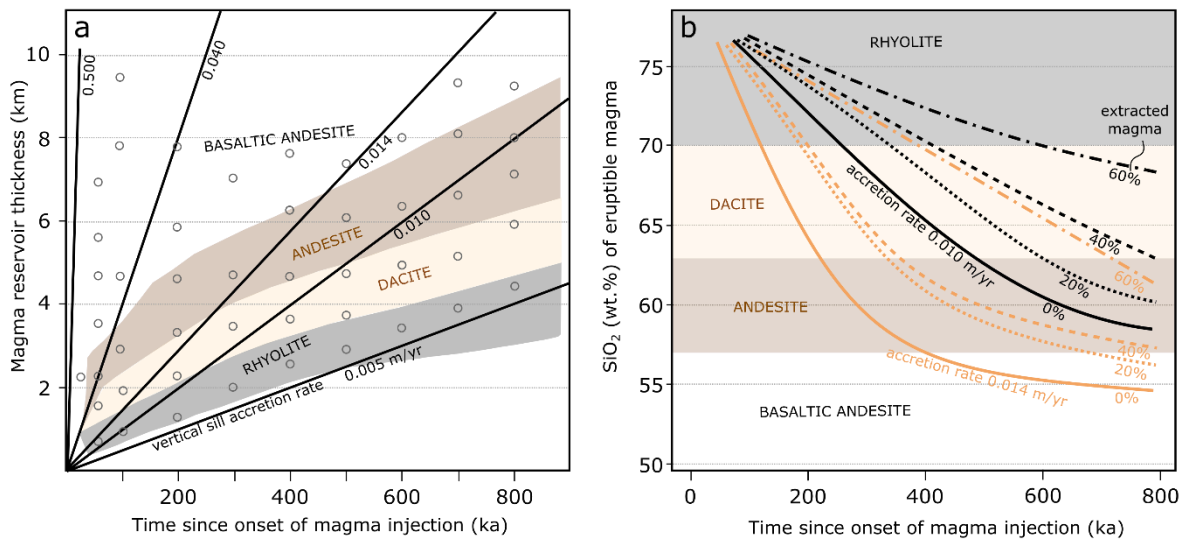 a
Magma reservoir thickness (km)
10
8
6
4
2
0.500
0.040
BASALTIC ANDESITE
0.014
0.010
ANDESITE
DACITE
RHYOLITE
vertical sill accretion rate 0.005 m/yr
200
400
600
800
Time since onset of magma injection (ka)
b
SiO₂ (wt.%) of eruptible magma
75
70
65
60
55
50
RHYOLITE
extracted
magma
60%
DACITE
accretion rate 0.010 m/yr
40%
20%
60%
0%
ANDESITE
40%
20%
accretion rate 0.014 m/yr
0%
BASALTIC ANDESITE
0
200
400
600
800
Time since onset of magma injection (ka)